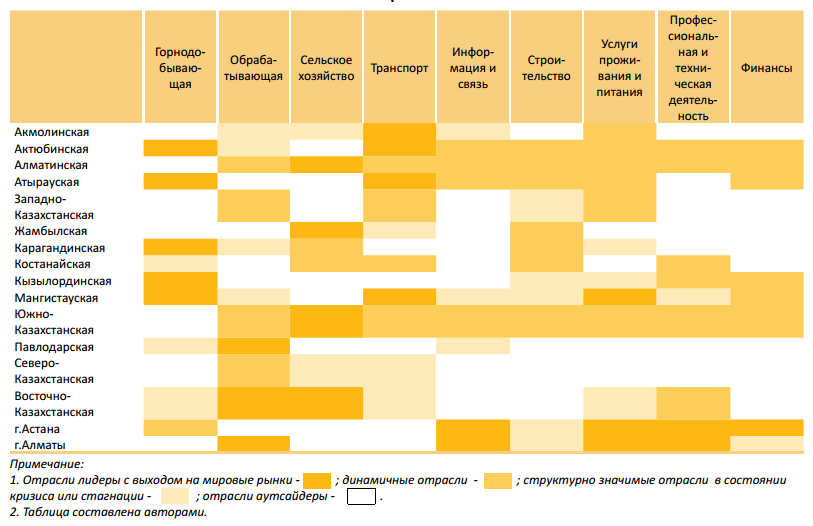 Горнодо-
бываю-
щая
Обраба-
тывающая
Сельское
хозяйство
Транспорт
Инфор-
мация и
связь
Строи-
тельство
Услуги
прожи-
вания и
питания
Профес-
сиональ-
ная и
техни-
ческая
деятель-
ность
Финансы
Акмолинская
Актюбинская
Алматинская
Атырауская
Западно-
Казахстанская
Жамбылская
Карагандинская
Костанайская
Кызылординская
Мангистауская
Южно-
Казахстанская
Павлодарская
Северо-
Казахстанская
Восточно-
Казахстанская
г.Астана
г.Алматы
Примечание:
1. Отрасли лидеры с выходом на мировые рынки - ; динамичные отрасли - ; структурно значимые отрасли в состоянии
кризиса или стагнации - ; отрасли аутсайдеры - .
2. Таблица составлена авторами.